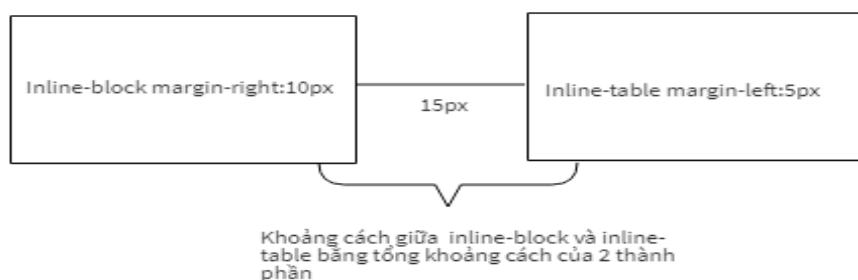 Inline-block margin-right:10px
15px
Inline-table margin-left:5px
Khoảng cách giữa inline-block và inline-
table bằng tổng khoảng cách của 2 thành
phần